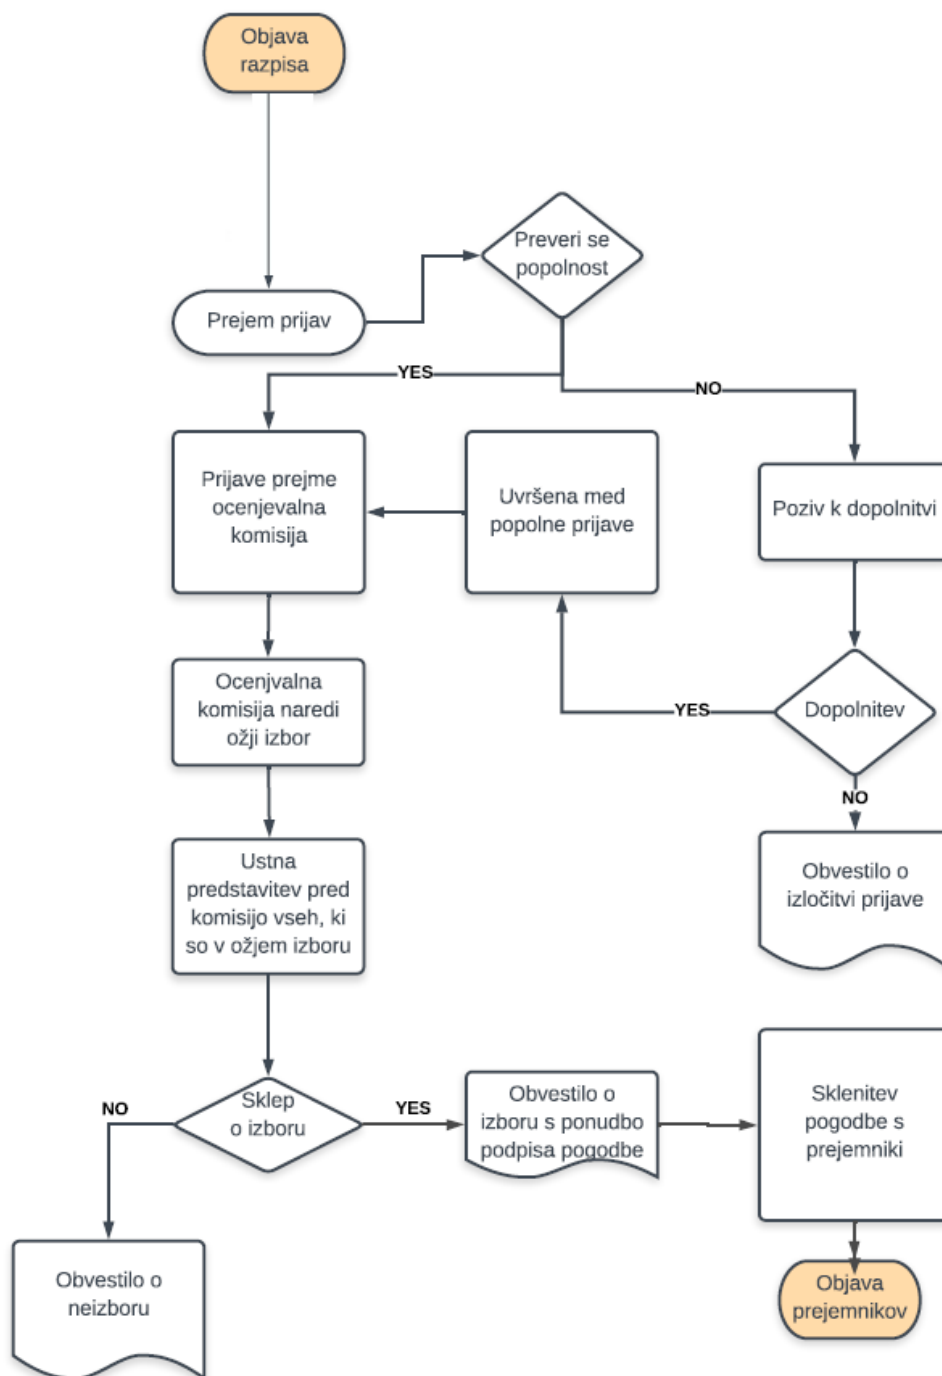 Objava
razpisa
Preveri se
popolnost
Prejem prijav
YES
NO
Prijave prejme
ocenjevalna
komisija
Uvršena med
popolne prijave
Poziv k dopolnitvi
Ocenjvalna
komisija naredi
ožji izbor
YES
Dopolnitev
NO
Ustna
predstavitev pred
komisijo vseh, ki
so v ožjem izboru
Obvestilo o
izločitvi prijave
Sklep
o izboru
NO
YES
Obvestilo o
izboru s ponudbo
podpisa pogodbe
Sklenitev
pogodbe s
prejemniki
Obvestilo o
neizboru
Objava
prejemnikov